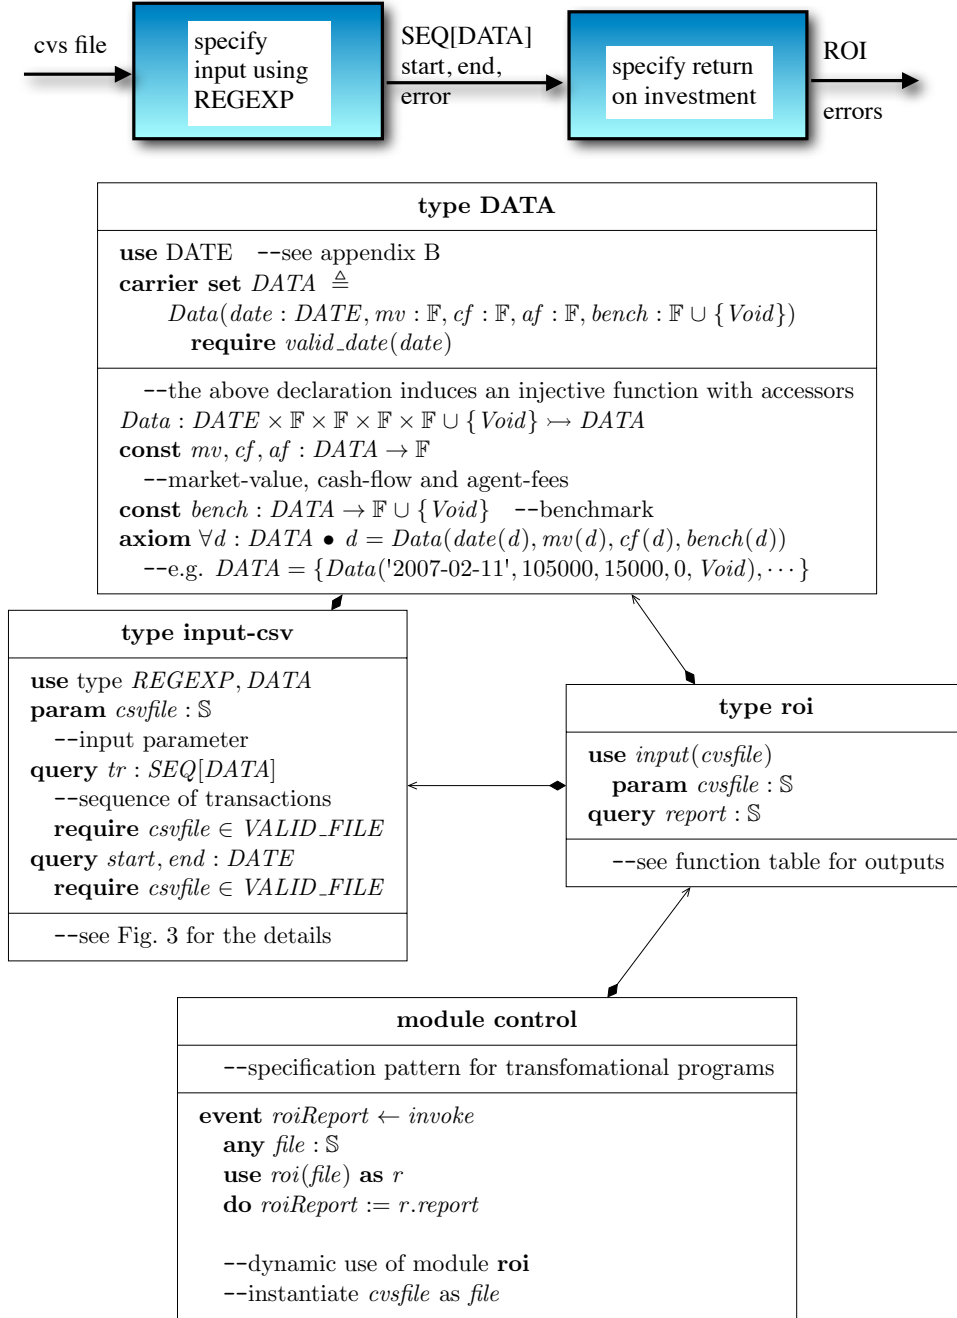 cvs file
specify
input using
REGEXP
SEQ[DATA]
start, end,
error
specify return
on investment
ROI
errors
type DATA
use DATE --see appendix B
carrier set DATA ≜
Data(date : DATE, mv : 𝔽, cf : 𝔽, af : 𝔽, bench : 𝔽 ∪ {Void})
require valid_date(date)
--the above declaration induces an injective function with accessors
Data : DATE × 𝔽 × 𝔽 × 𝔽 × 𝔽 ∪ {Void} ↣ DATA
const mv, cf, af : DATA → 𝔽
--market-value, cash-flow and agent-fees
const bench : DATA → 𝔽 ∪ {Void} --benchmark
axiom ∀d : DATA • d = Data(date(d), mv(d), cf(d), bench(d))
--e.g. DATA = {Data('2007-02-11', 105000, 15000, 0, Void), ⋯}
type input-csv
use type REGEXP, DATA
param csvfile : 𝕊
--input parameter
query tr : SEQ[DATA]
--sequence of transactions
require csvfile ∈ VALID_FILE
query start, end : DATE
require csvfile ∈ VALID_FILE
--see Fig. 3 for the details
type roi
use input(cvsfile)
param cvsfile : 𝕊
query report : 𝕊
--see function table for outputs
module control
--specification pattern for transfomational programs
event roiReport ← invoke
any file : 𝕊
use roi(file) as r
do roiReport := r.report
--dynamic use of module roi
--instantiate cvsfile as file